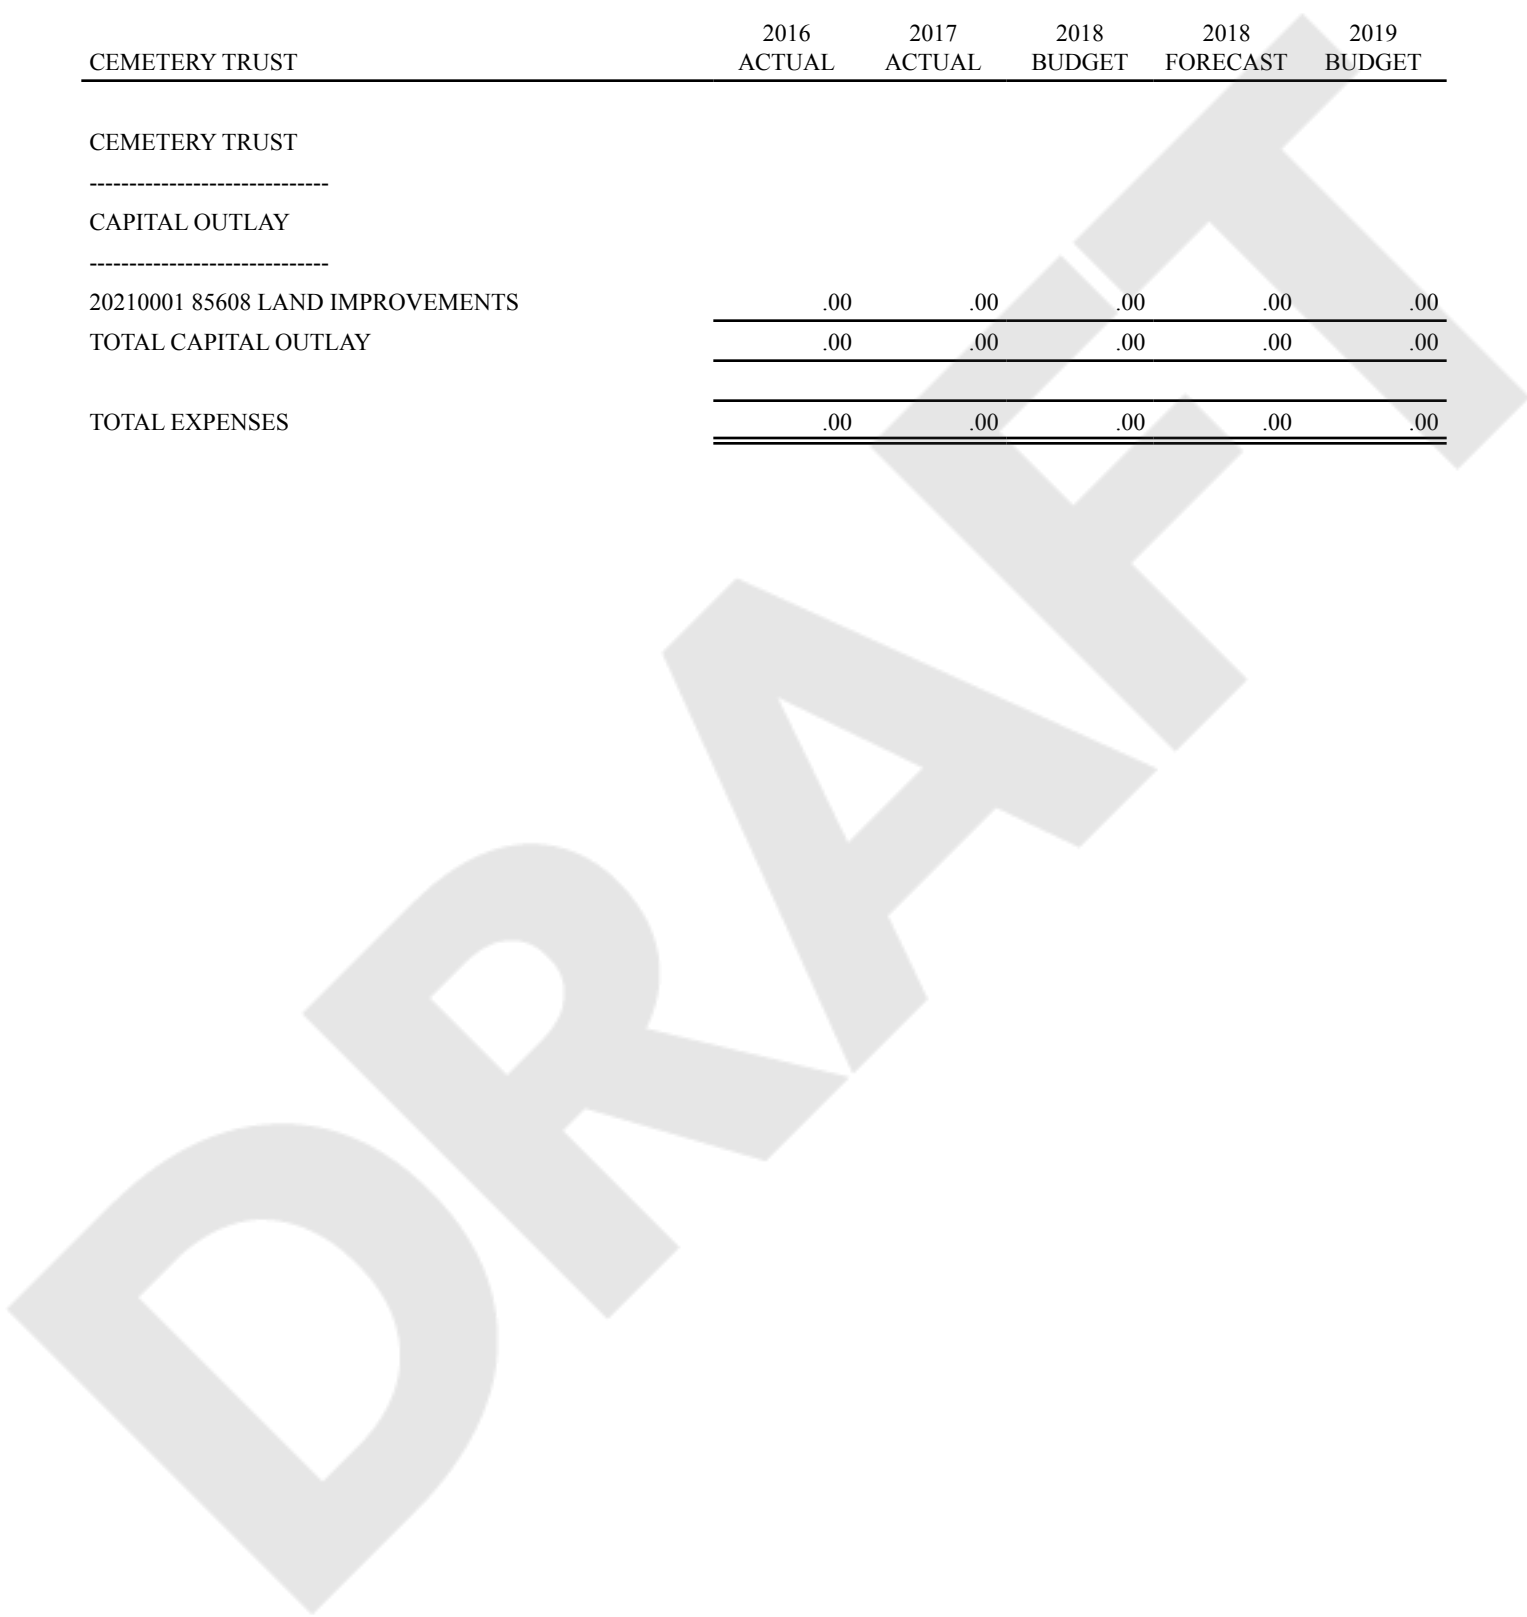 2016 2017 2018 2018 2019
CEMETERY TRUST ACTUAL ACTUAL BUDGET FORECAST BUDGET
CEMETERY TRUST
------------------------------
CAPITAL OUTLAY
------------------------------
20210001 85608 LAND IMPROVEMENTS .00 .00 .00 .00 .00
TOTAL CAPITAL OUTLAY .00 .00 .00 .00 .00
TOTAL EXPENSES .00 .00 .00 .00 .00
DRAFT